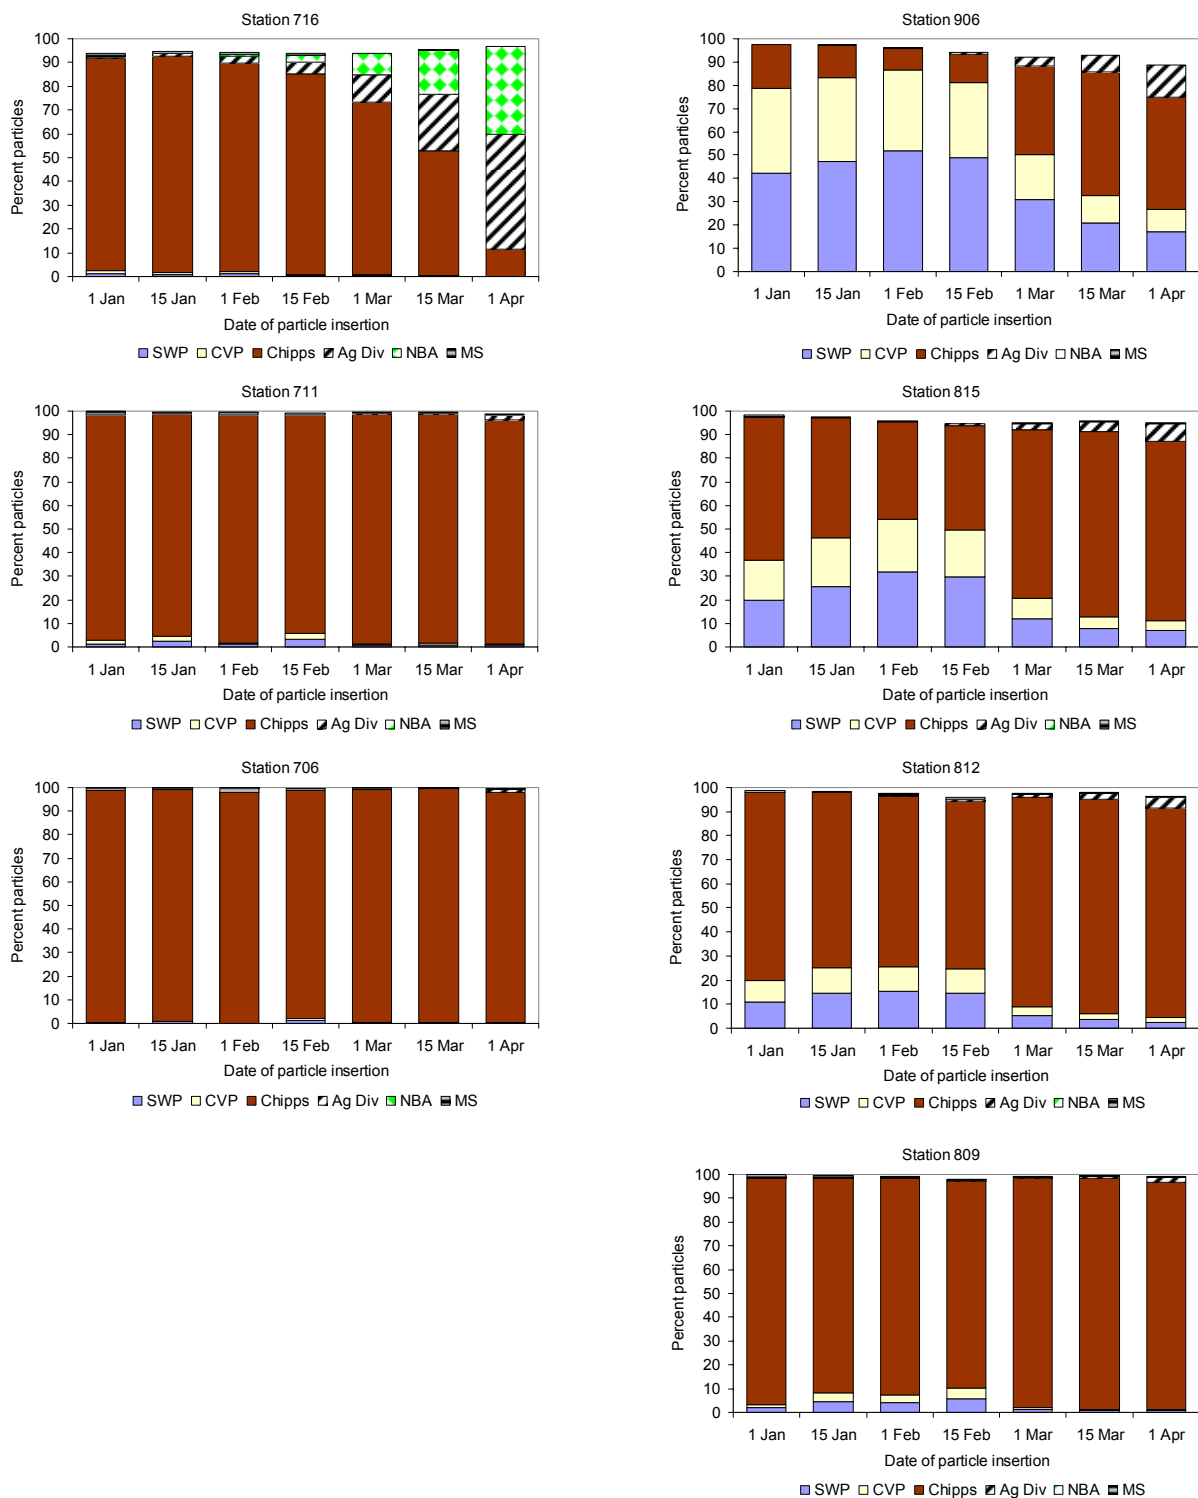 Station 716
Percent particles
100
90
80
70
60
50
40
30
20
10
0
1 Jan 15 Jan 1 Feb 15 Feb 1 Mar 15 Mar 1 Apr
Date of particle insertion
SWP CVP Chipps Ag Div NBA MS
Station 711
Percent particles
100
90
80
70
60
50
40
30
20
10
0
1 Jan 15 Jan 1 Feb 15 Feb 1 Mar 15 Mar 1 Apr
Date of particle insertion
SWP CVP Chipps Ag Div NBA MS
Station 706
Percent particles
100
90
80
70
60
50
40
30
20
10
0
1 Jan 15 Jan 1 Feb 15 Feb 1 Mar 15 Mar 1 Apr
Date of particle insertion
SWP CVP Chipps Ag Div NBA MS
Station 906
Percent particles
100
90
80
70
60
50
40
30
20
10
0
1 Jan 15 Jan 1 Feb 15 Feb 1 Mar 15 Mar 1 Apr
Date of particle insertion
SWP CVP Chipps Ag Div NBA MS
Station 815
Percent particles
100
90
80
70
60
50
40
30
20
10
0
1 Jan 15 Jan 1 Feb 15 Feb 1 Mar 15 Mar 1 Apr
Date of particle insertion
SWP CVP Chipps Ag Div NBA MS
Station 812
Percent particles
100
90
80
70
60
50
40
30
20
10
0
1 Jan 15 Jan 1 Feb 15 Feb 1 Mar 15 Mar 1 Apr
Date of particle insertion
SWP CVP Chipps Ag Div NBA MS
Station 809
Percent particles
100
90
80
70
60
50
40
30
20
10
0
1 Jan 15 Jan 1 Feb 15 Feb 1 Mar 15 Mar 1 Apr
Date of particle insertion
SWP CVP Chipps Ag Div NBA MS